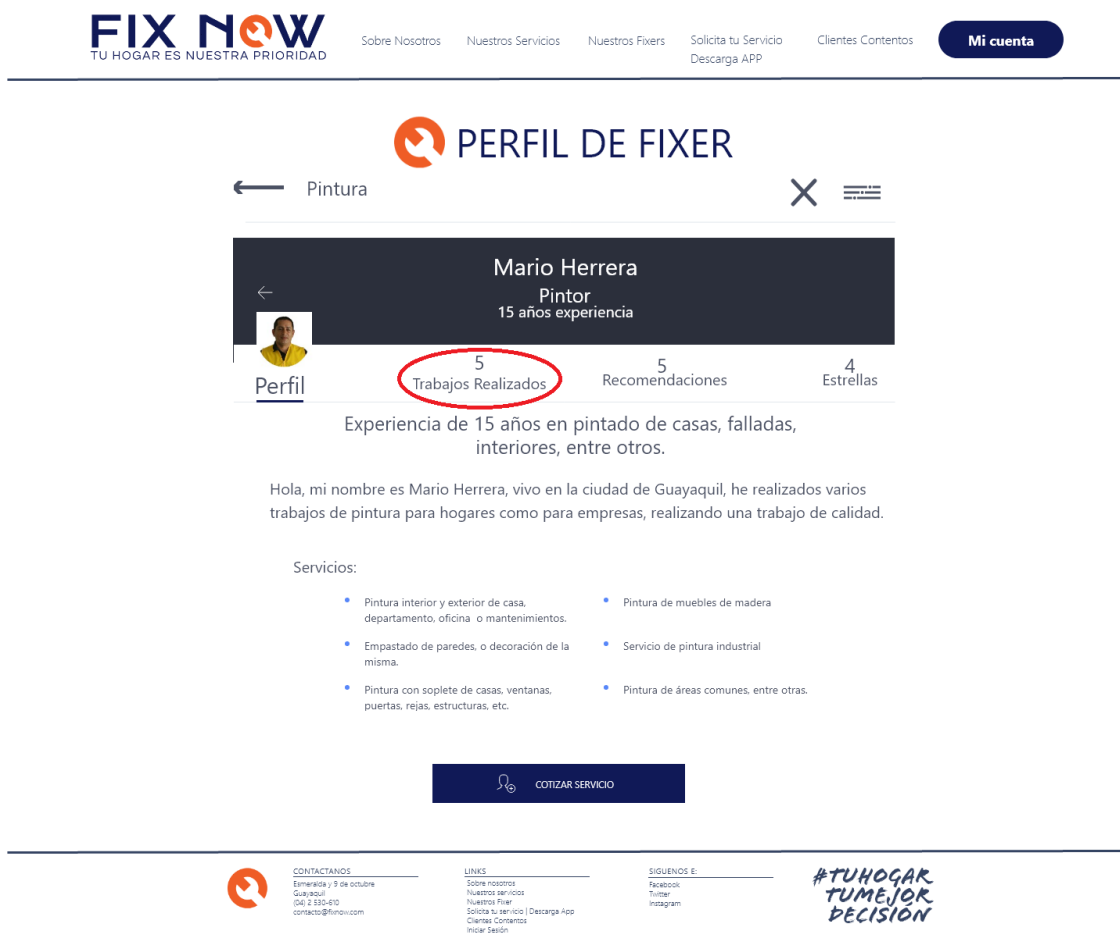 FIX NOW
TU HOGAR ES NUESTRA PRIORIDAD
Sobre Nosotros
Nuestros Servicios
Nuestros Fixers
Solicita tu Servicio
Descarga APP
Clientes Contentos
Mi cuenta
PERFIL DE FIXER
Pintura
Mario Herrera
Pintor
15 años experiencia
Perfil
5
Trabajos Realizados
5
Recomendaciones
4
Estrellas
Experiencia de 15 años en pintado de casas, falladas,
interiores, entre otros.
Hola, mi nombre es Mario Herrera, vivo en la ciudad de Guayaquil, he realizados varios
trabajos de pintura para hogares como para empresas, realizando una trabajo de calidad.
Servicios:
Pintura interior y exterior de casa,
departamento, oficina o mantenimientos.
Empastado de paredes, o decoración de la
misma.
Pintura con soplete de casas, ventanas,
puertas, rejas, estructuras, etc.
Pintura de muebles de madera
Servicio de pintura industrial
Pintura de áreas comunes, entre otras.
COTIZAR SERVICIO
CONTACTANOS
Esmeralda y 9 de octubre
Guayaquil
(04) 2 530-610
contacto@fixnow.com
LINKS
Sobre nosotros
Nuestros servicios
Nuestros Fixer
Solicita tu servicio | Descarga App
Clientes Contentos
Iniciar Sesión
SIGUENOS E:
Facebook
Twitter
Instagram
#TUHOGAR
TUMEJOR
DECISIÓN